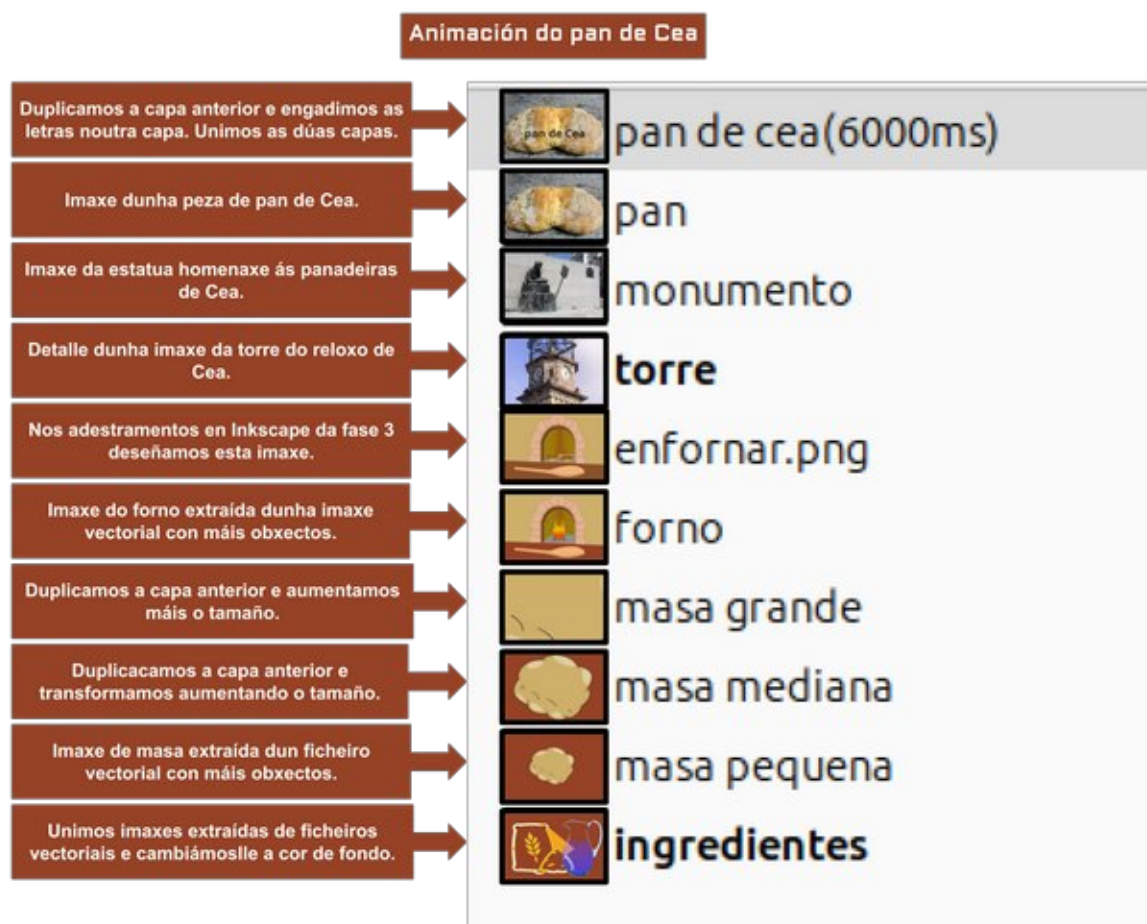 Animación do pan de Cea
Duplicamos a capa anterior e engadimos as
letras noutra capa. Unimos as dúas capas.
pan de Cea
pan de cea(6000ms)
Imaxe dunha peza de pan de Cea.
pan
Imaxe da estatua homenaxe ás panadeiras
de Cea.
monumento
Detalle dunha imaxe da torre do reloxo de
Cea.
torre
Nos adestramentos en Inkscape da fase 3
deseñamos esta imaxe.
enfornar.png
Imaxe do forno extraída dunha imaxe
vectorial con máis obxectos.
forno
Duplicamos a capa anterior e aumentamos
máis o tamaño.
masa grande
Duplicacamos a capa anterior e
transformamos aumentando o tamaño.
masa mediana
Imaxe de masa extraída dun ficheiro
vectorial con máis obxectos.
masa pequena
Unimos imaxes extraídas de ficheiros
vectoriais e cambiámoslle a cor de fondo.
ingredientes